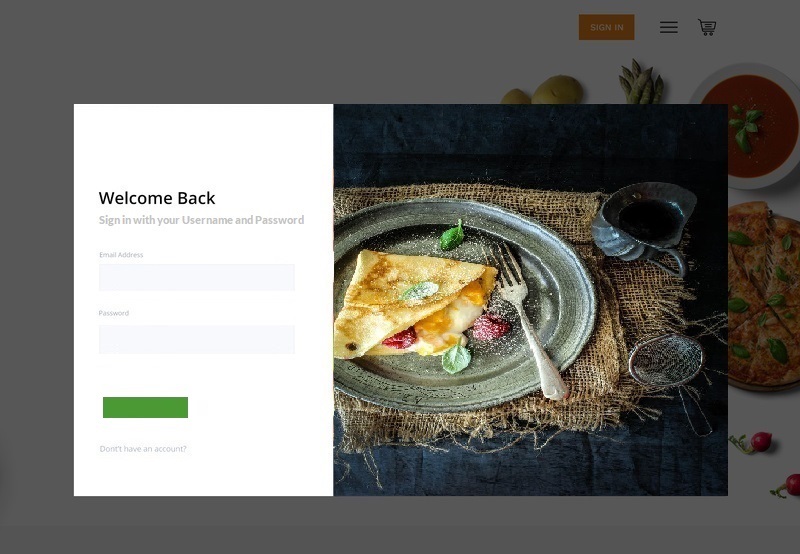 SIGN IN
Welcome Back
Sign in with your Username and Password
Email Address
Password
Don't have an account?